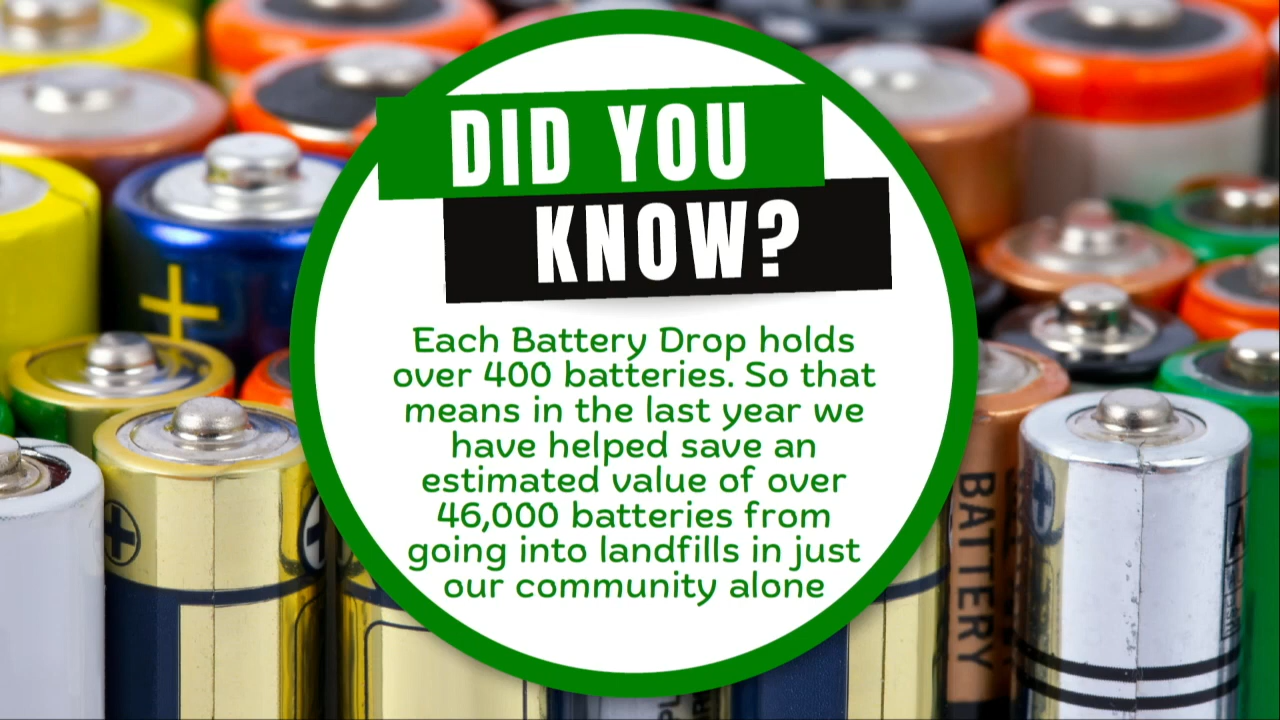 DID YOU
KNOW?
Each Battery Drop holds
over 400 batteries. So that
means in the last year we
have helped save an
estimated value of over
46,000 batteries from
going into landfills in just
our community alone
BATTERY